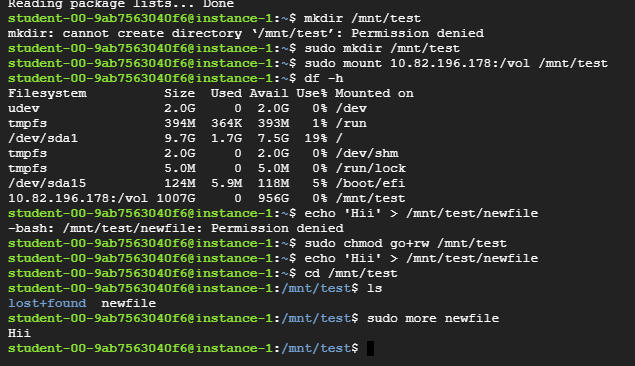 Reading package lists... Done
student-00-9ab7563040f6@instance-1:~$ mkdir /mnt/test
mkdir: cannot create directory ‘/mnt/test’: Permission denied
student-00-9ab7563040f6@instance-1:~$ sudo mkdir /mnt/test
student-00-9ab7563040f6@instance-1:~$ sudo mount 10.82.196.178:/vol /mnt/test
student-00-9ab7563040f6@instance-1:~$ df -h
Filesystem          Size  Used Avail Use% Mounted on
udev                2.0G     0  2.0G   0% /dev
tmpfs               394M  364K  393M   1% /run
/dev/sda1           9.7G  1.7G  7.5G  19% /
tmpfs               2.0G     0  2.0G   0% /dev/shm
tmpfs               5.0M     0  5.0M   0% /run/lock
/dev/sda15          124M  5.9M  118M   5% /boot/efi
10.82.196.178:/vol 1007G     0  956G   0% /mnt/test
student-00-9ab7563040f6@instance-1:~$ echo 'Hii' > /mnt/test/newfile
-bash: /mnt/test/newfile: Permission denied
student-00-9ab7563040f6@instance-1:~$ sudo chmod go+rw /mnt/test
student-00-9ab7563040f6@instance-1:~$ echo 'Hii' > /mnt/test/newfile
student-00-9ab7563040f6@instance-1:~$ cd /mnt/test
student-00-9ab7563040f6@instance-1:/mnt/test$ ls
lost+found  newfile
student-00-9ab7563040f6@instance-1:/mnt/test$ sudo more newfile
Hii
student-00-9ab7563040f6@instance-1:/mnt/test$